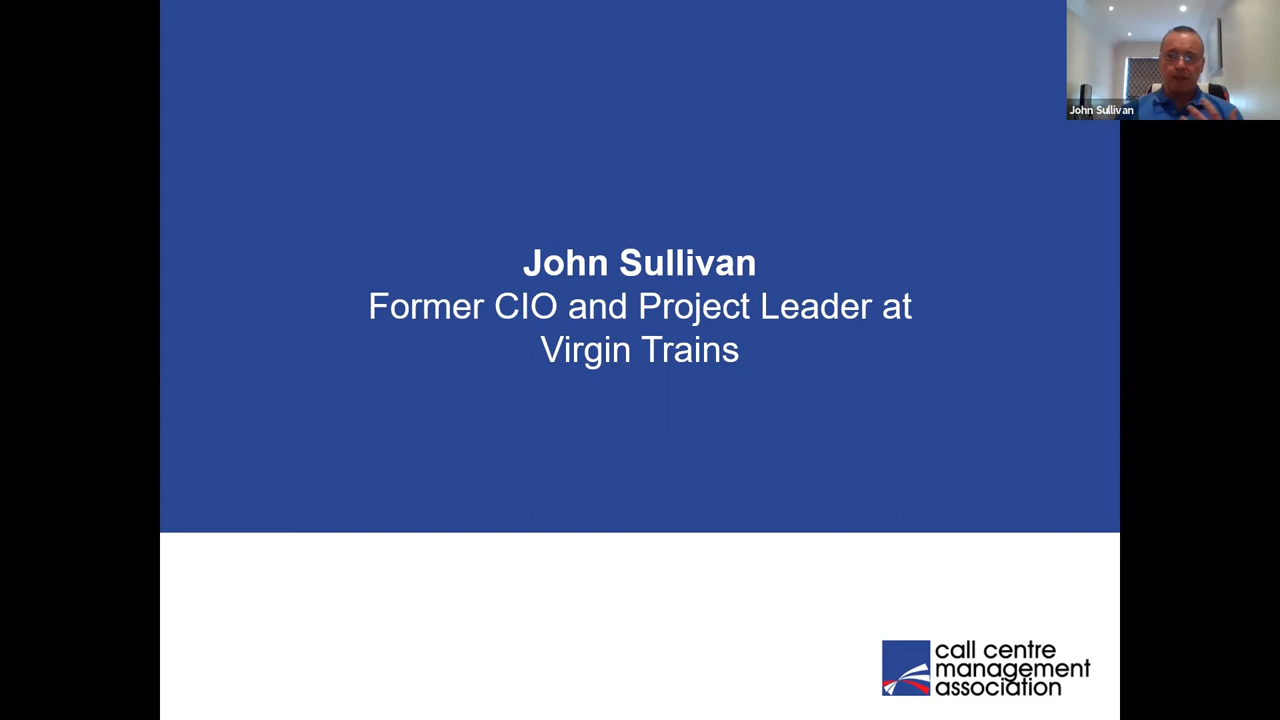 John Sullivan
John Sullivan
Former CIO and Project Leader at
Virgin Trains
call centre
management
association